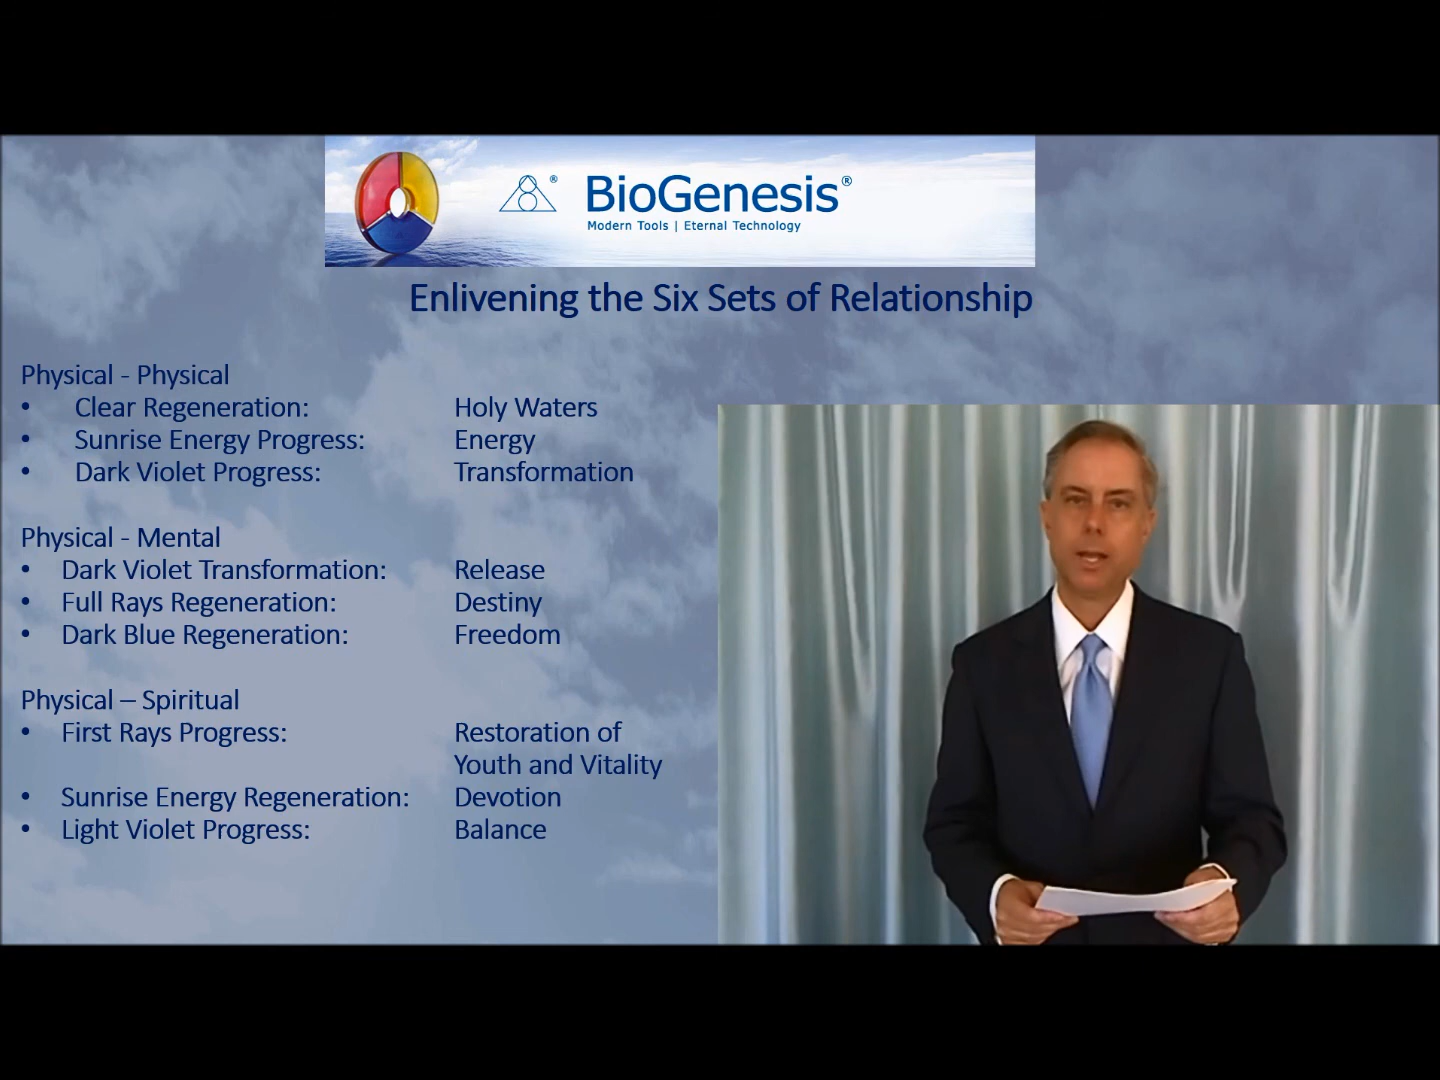 BioGenesis®
Modern Tools | Eternal Technology
Enlivening the Six Sets of Relationship
Physical - Physical
• Clear Regeneration: Holy Waters
• Sunrise Energy Progress: Energy
• Dark Violet Progress: Transformation
Physical - Mental
• Dark Violet Transformation: Release
• Full Rays Regeneration: Destiny
• Dark Blue Regeneration: Freedom
Physical – Spiritual
• First Rays Progress: Restoration of
Youth and Vitality
• Sunrise Energy Regeneration: Devotion
• Light Violet Progress: Balance